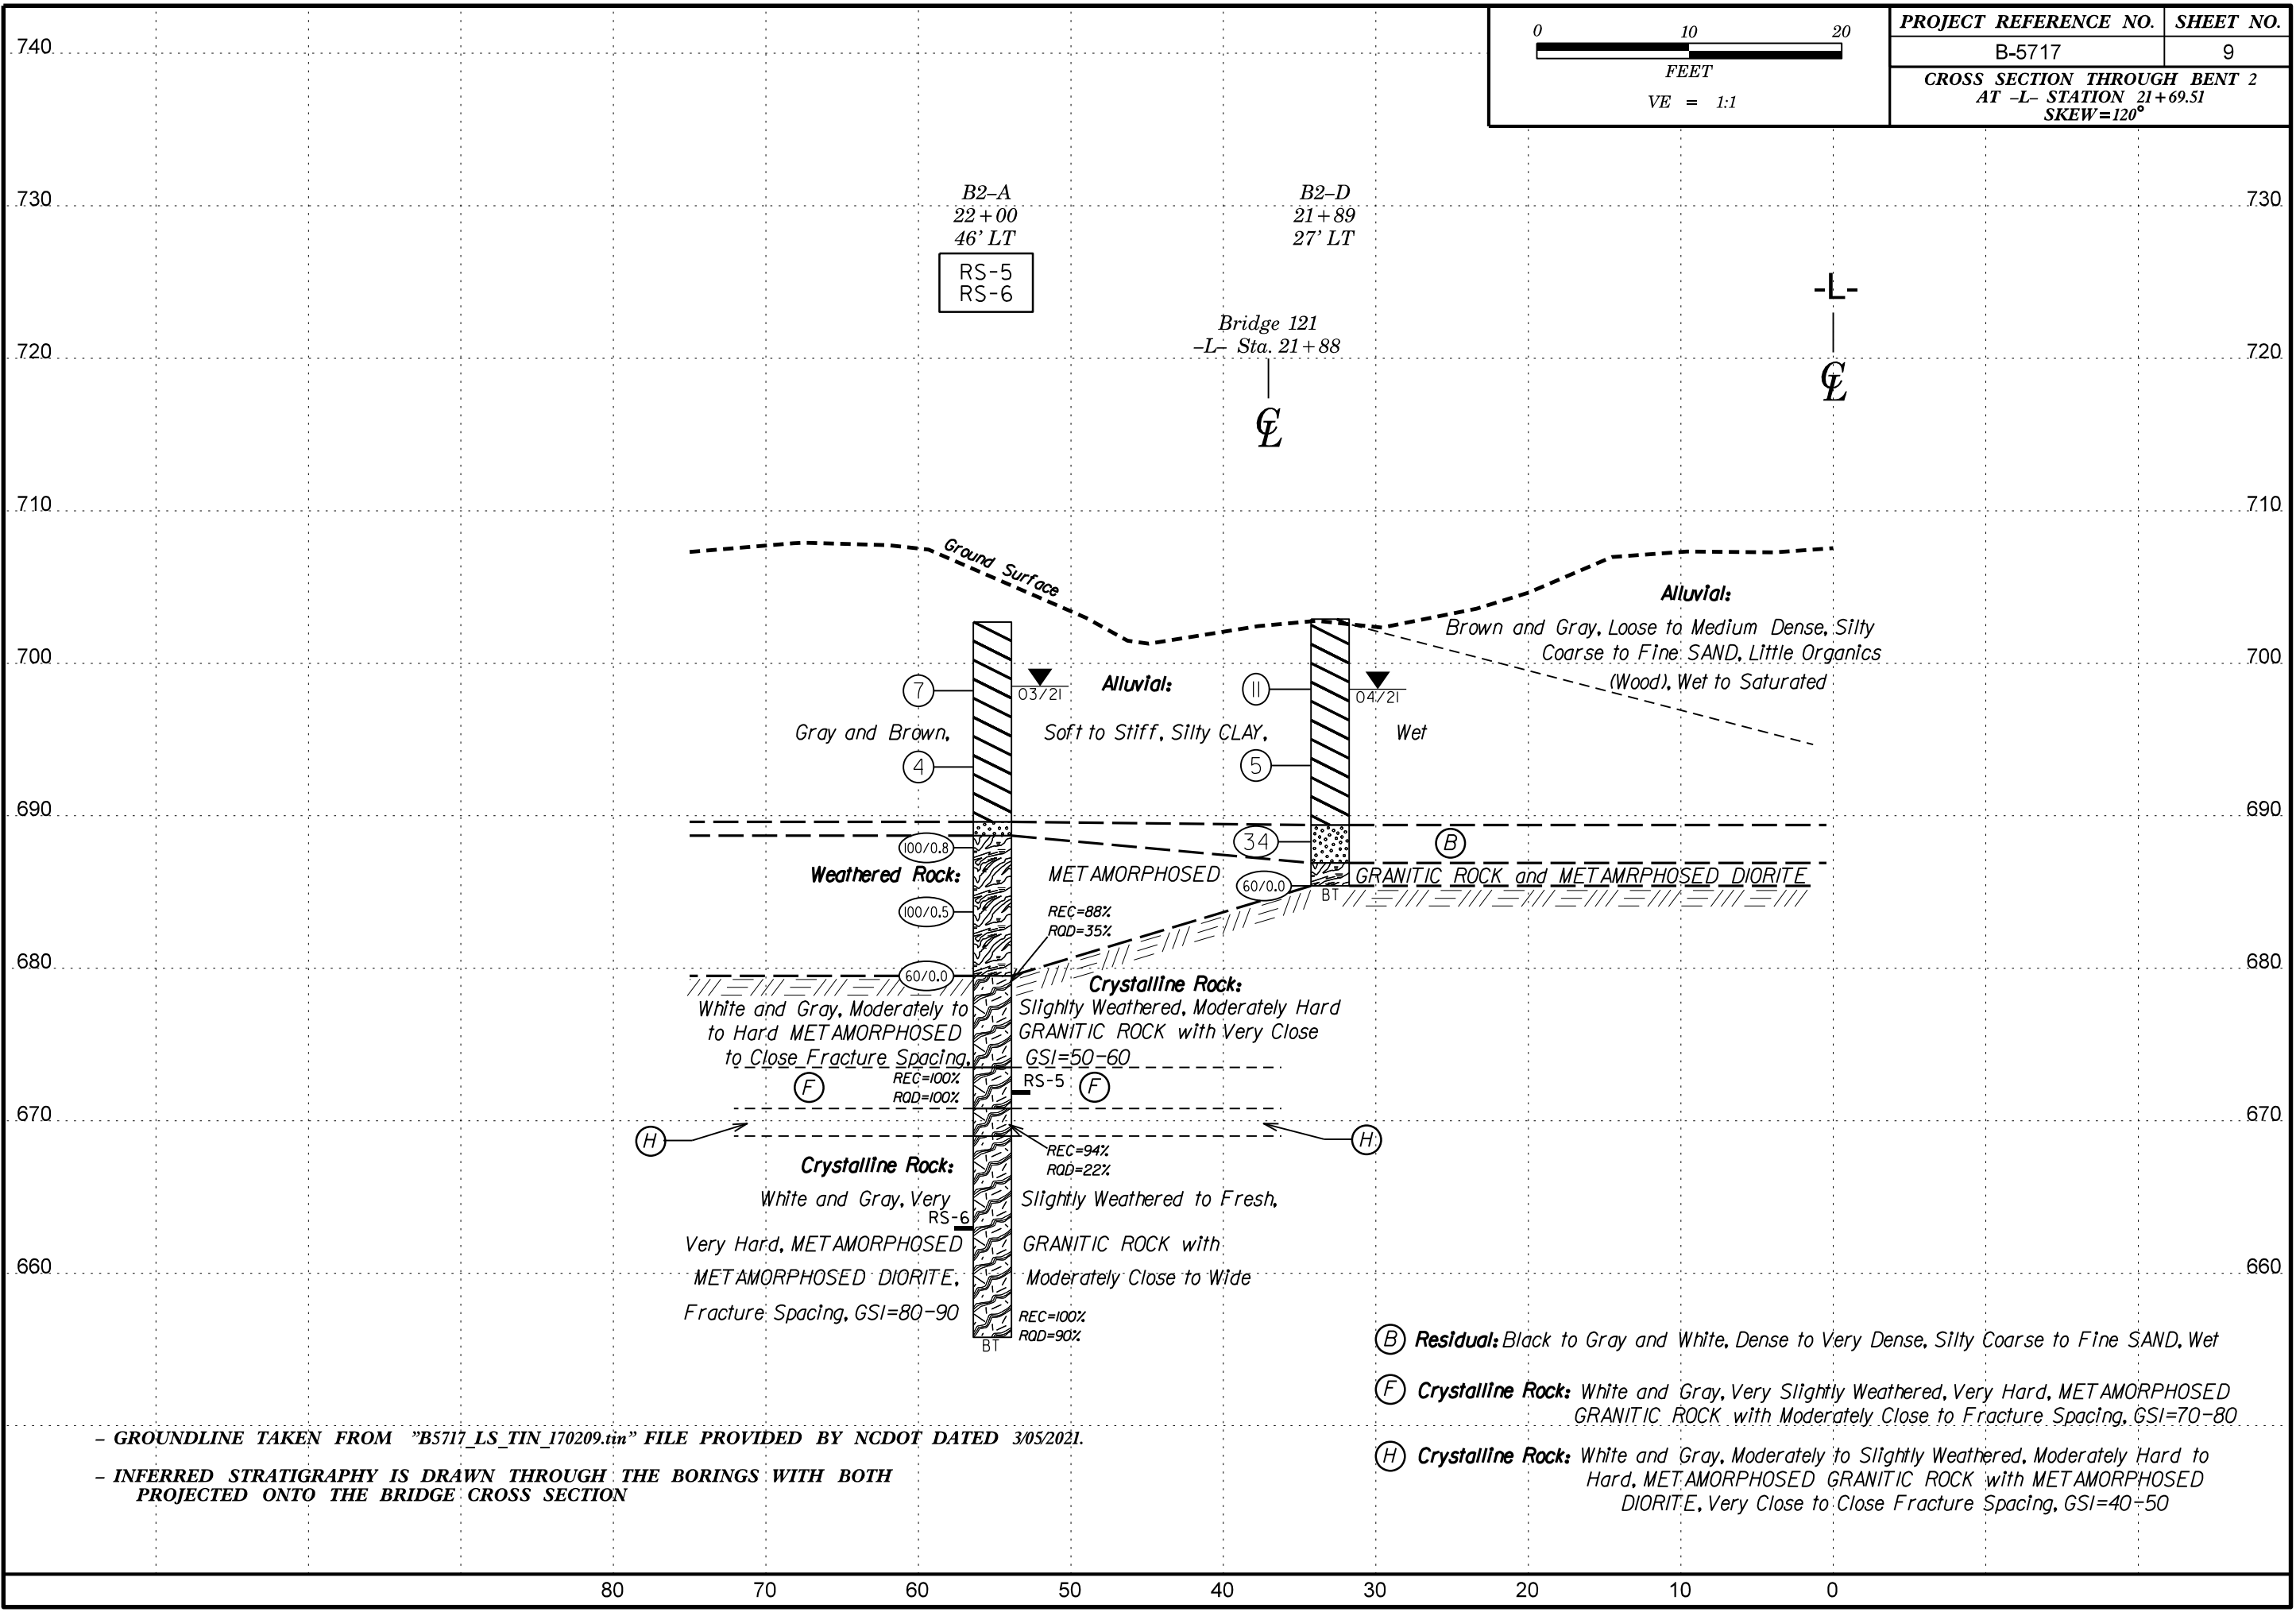 0 10 20
FEET
VE = 1:1
PROJECT REFERENCE NO. SHEET NO.
B-5717 9
CROSS SECTION THROUGH BENT 2
AT -L- STATION 21+69.51
SKEW=120°
740
730 730
720 720
710 710
700 700
690 690
680 680
670 670
660 660
B2-A
22+00
46' LT
RS-5
RS-6
B2-D
21+89
27' LT
Bridge 121
-L- Sta. 21+88
℄
-L-
℄
Ground Surface
Alluvial:
Brown and Gray, Loose to Medium Dense, Silty
Coarse to Fine SAND, Little Organics
(Wood), Wet to Saturated
7 03/21 Alluvial: 11 04/21
Gray and Brown, Soft to Stiff, Silty CLAY, Wet
4 5
100/0.8 34 B
Weathered Rock: METAMORPHOSED GRANITIC ROCK and METAMRPHOSED DIORITE
60/0.0 BT
100/0.5
REC=88%
RQD=35%
60/0.0
Crystalline Rock:
White and Gray, Moderately to Slighlty Weathered, Moderately Hard
to Hard METAMORPHOSED GRANITIC ROCK with Very Close
to Close Fracture Spacing, GSI=50-60
F REC=100%
RQD=100%
RS-5 F
H H
REC=94%
RQD=22%
Crystalline Rock:
White and Gray, Very Slightly Weathered to Fresh,
RS-6
Very Hard, METAMORPHOSED GRANITIC ROCK with
METAMORPHOSED DIORITE, Moderately Close to Wide
Fracture Spacing, GSI=80-90
REC=100%
RQD=90%
BT
B Residual: Black to Gray and White, Dense to Very Dense, Silty Coarse to Fine SAND, Wet
F Crystalline Rock: White and Gray, Very Slightly Weathered, Very Hard, METAMORPHOSED
GRANITIC ROCK with Moderately Close to Fracture Spacing, GSI=70-80
H Crystalline Rock: White and Gray, Moderately to Slightly Weathered, Moderately Hard to
Hard, METAMORPHOSED GRANITIC ROCK with METAMORPHOSED
DIORITE, Very Close to Close Fracture Spacing, GSI=40-50
- GROUNDLINE TAKEN FROM "B5717_LS_TIN_170209.tin" FILE PROVIDED BY NCDOT DATED 3/05/2021.
- INFERRED STRATIGRAPHY IS DRAWN THROUGH THE BORINGS WITH BOTH
PROJECTED ONTO THE BRIDGE CROSS SECTION
80 70 60 50 40 30 20 10 0